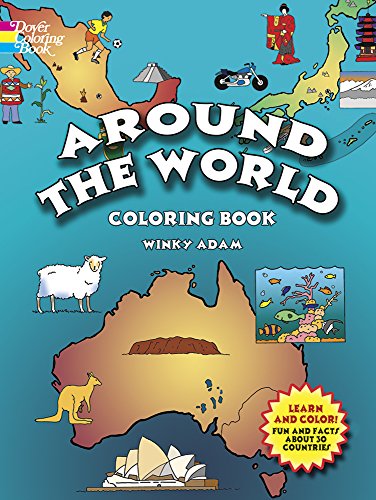 Dover
Coloring
Book
AROUND
THE WORLD
COLORING BOOK
WINKY ADAM
LEARN
AND COLOR!
FUN AND FACTS
ABOUT 30
COUNTRIES